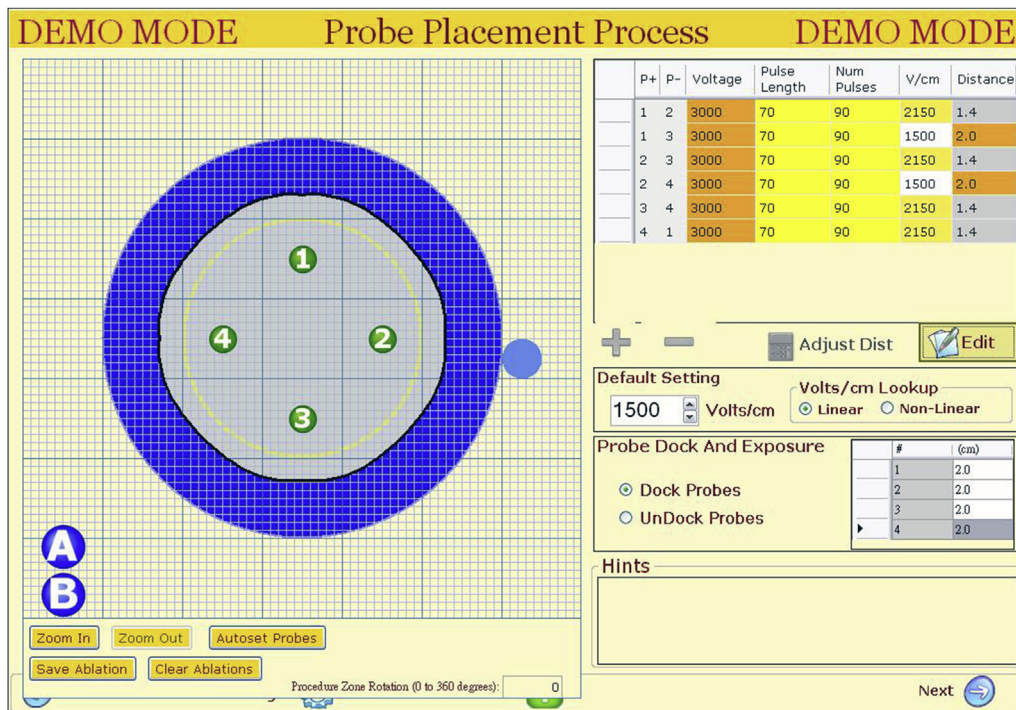 DEMO MODE Probe Placement Process DEMO MODE
P+ P- Voltage Pulse Length Num Pulses V/cm Distance
1 2 3000 70 90 2150 1.4
1 3 3000 70 90 1500 2.0
2 3 3000 70 90 2150 1.4
2 4 3000 70 90 1500 2.0
3 4 3000 70 90 2150 1.4
4 1 3000 70 90 2150 1.4
1
4 2
3
A
B
Adjust Dist Edit
Default Setting
1500 Volts/cm
Volts/cm Lookup
Linear Non-Linear
Probe Dock And Exposure
Dock Probes
UnDock Probes
# (cm)
1 2.0
2 2.0
3 2.0
4 2.0
Hints
Zoom In Zoom Out Autoset Probes
Save Ablation Clear Ablations
Procedure Zone Rotation (0 to 360 degrees): 0
Next